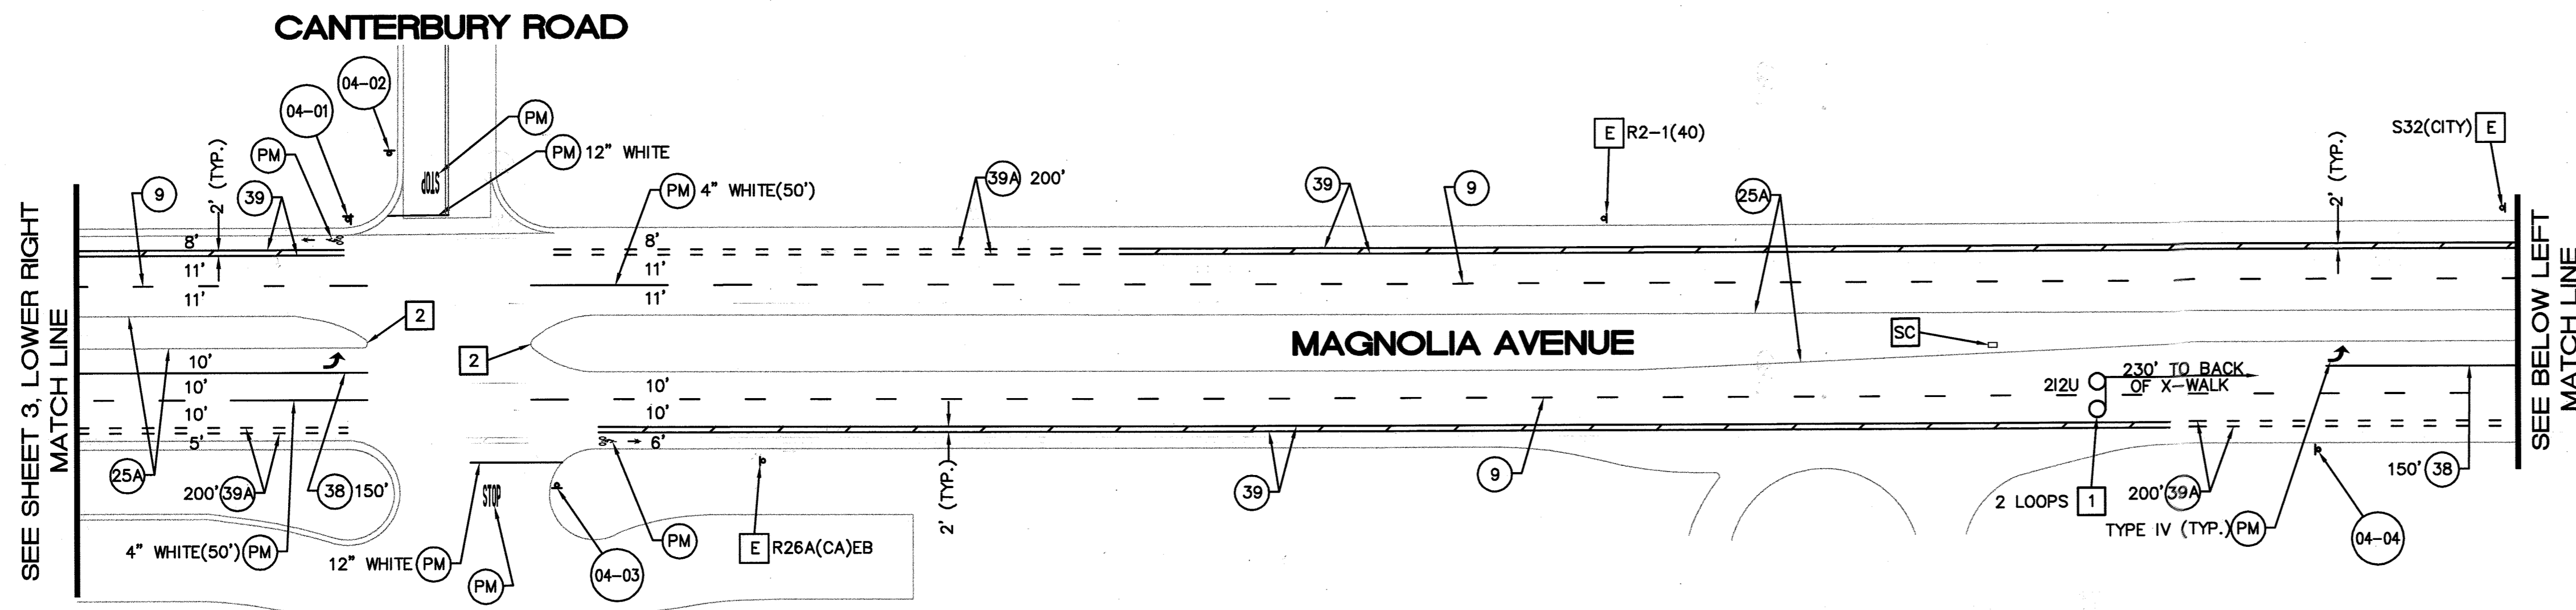 CANTERBURY ROAD
04-02
04-01
PM
PM
PM 12" WHITE
STOP
9
2' (TYP.)
39
PM 4" WHITE(50')
39A 200'
39
9
E R2-1(40)
25A
2' (TYP.)
S32(CITY) E
SEE SHEET 3, LOWER RIGHT
MATCH LINE
8'
11'
11'
8'
11'
11'
2
2
MAGNOLIA AVENUE
SC
10'
10'
10'
5'
10'
10'
6'
212U
230' TO BACK
OF X-WALK
SEE BELOW LEFT
MATCH LINE
25A
200' 39A
38 150'
4" WHITE(50') PM
12" WHITE PM
STOP
PM
04-03
PM
E R26A(CA)EB
2' (TYP.)
39
9
2 LOOPS 1
200' 39A
TYPE IV (TYP.) PM
04-04
150' 38